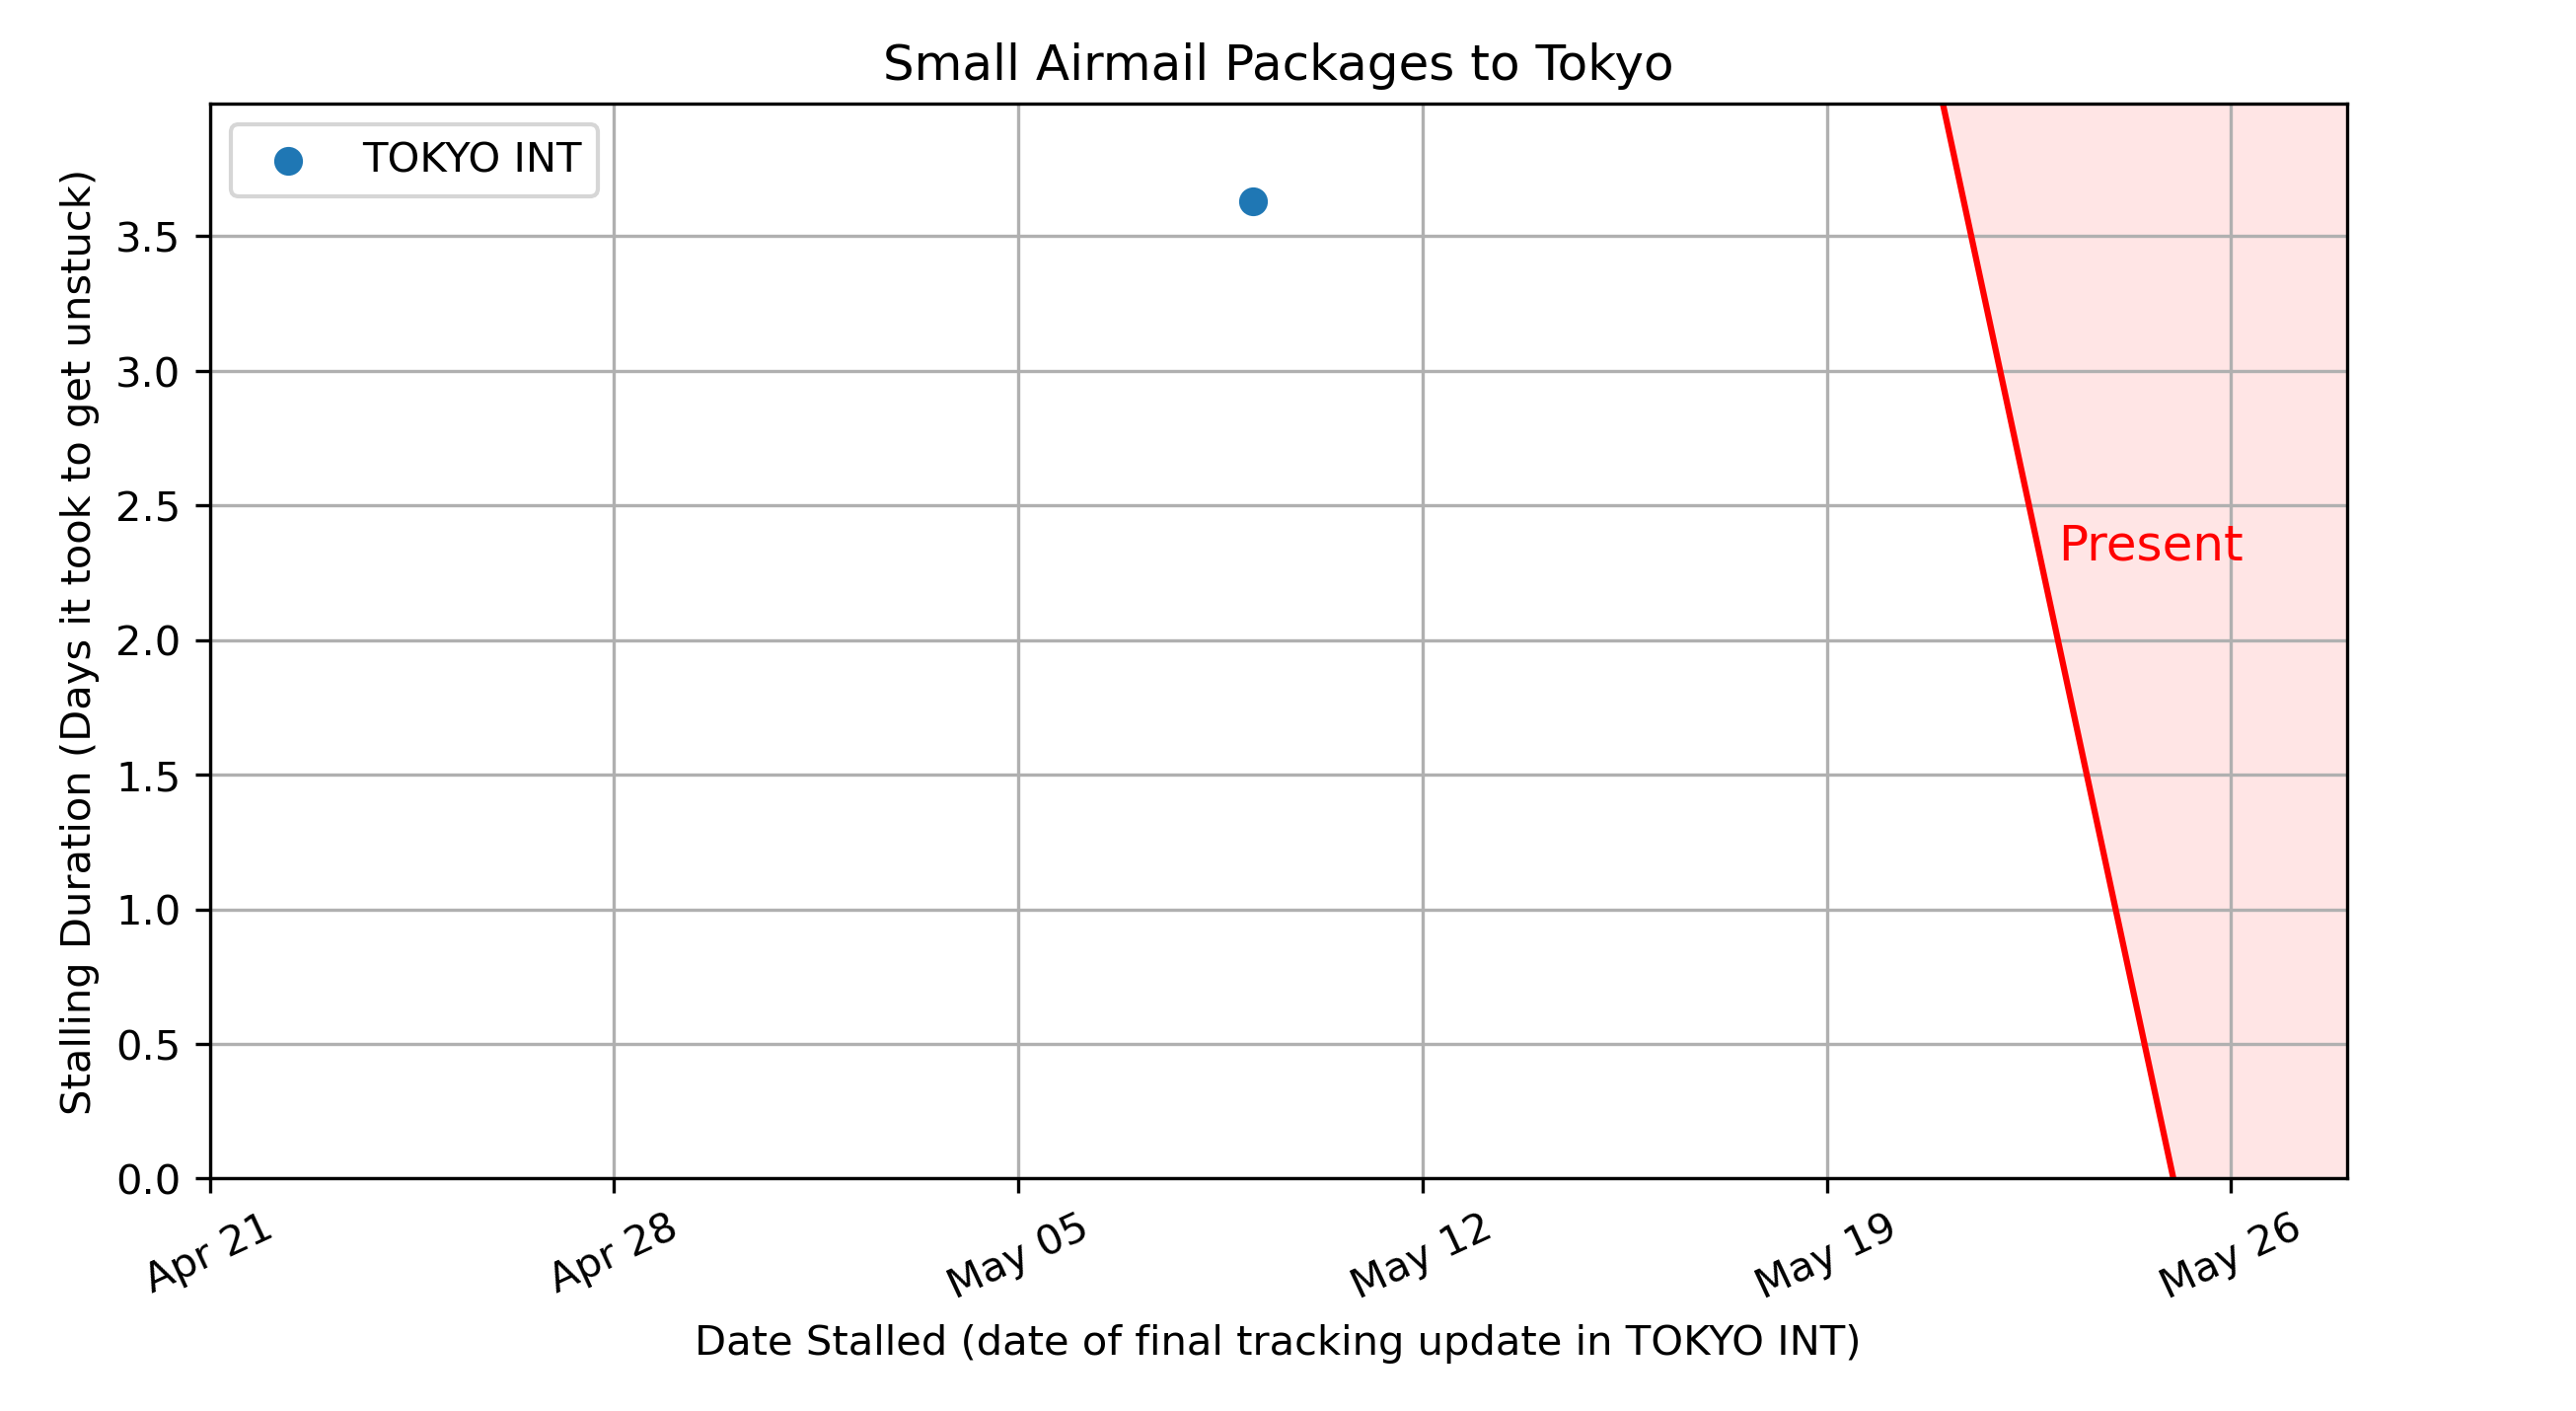 Small Airmail Packages to Tokyo
TOKYO INT
Stalling Duration (Days it took to get unstuck)
3.5
3.0
2.5
2.0
1.5
1.0
0.5
0.0
Present
Apr 21
Apr 28
May 05
May 12
May 19
May 26
Date Stalled (date of final tracking update in TOKYO INT)